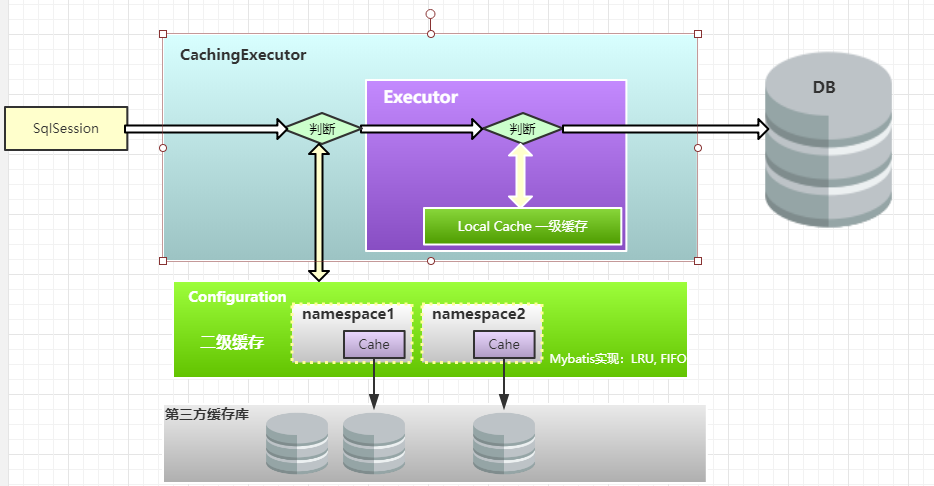 CachingExecutor
Executor
DB
SqlSession
判断
判断
Local Cache 一级缓存
Configuration
namespace1
namespace2
二级缓存
Cahe
Cahe
Mybatis实现：LRU, FIFO
第三方缓存库